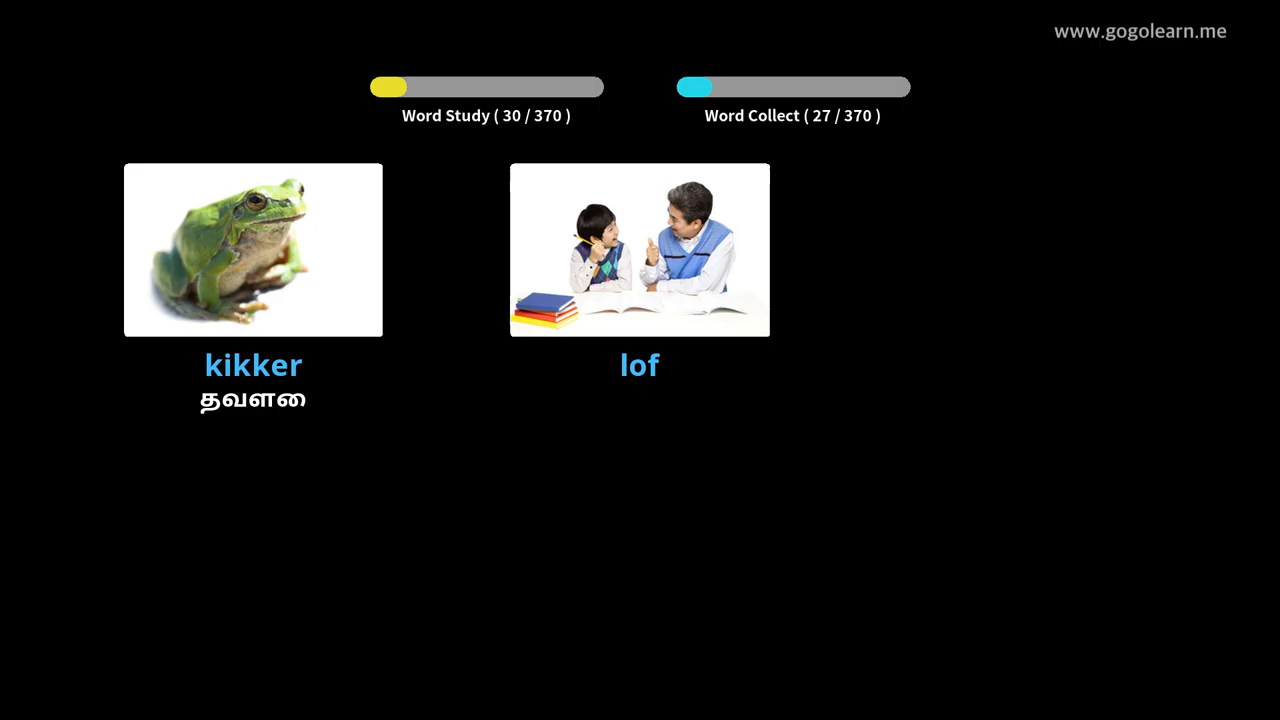 www.gogolearn.me
Word Study ( 30 / 370 )
Word Collect ( 27 / 370 )
kikker
தவளை
lof